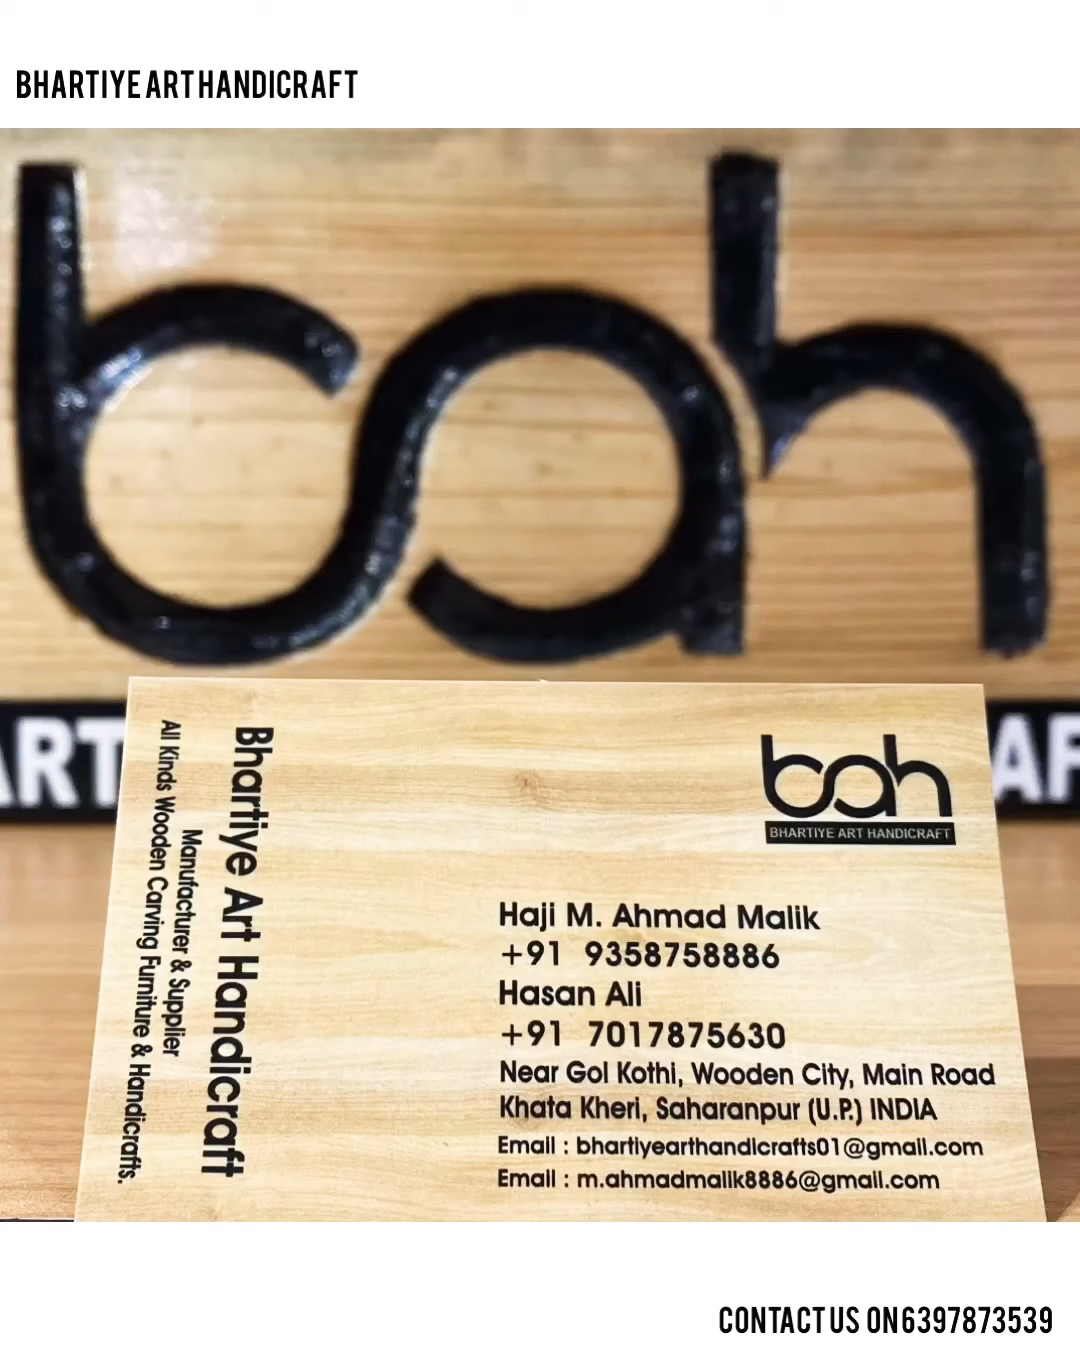 BHARTIYE ART HANDICRAFT
bah
ART
AF
bah
BHARTIYE ART HANDICRAFT
Bhartiye Art Handicraft
Manufacturer & Supplier
All Kinds Wooden Carving Furniture & Handicrafts.
Haji M. Ahmad Malik
+91 9358758886
Hasan Ali
+91 7017875630
Near Gol Kothi, Wooden City, Main Road
Khata Kheri, Saharanpur (U.P.) INDIA
Email : bhartiyearthandicrafts01@gmail.com
Email : m.ahmadmalik8886@gmail.com
CONTACT US ON 6397873539